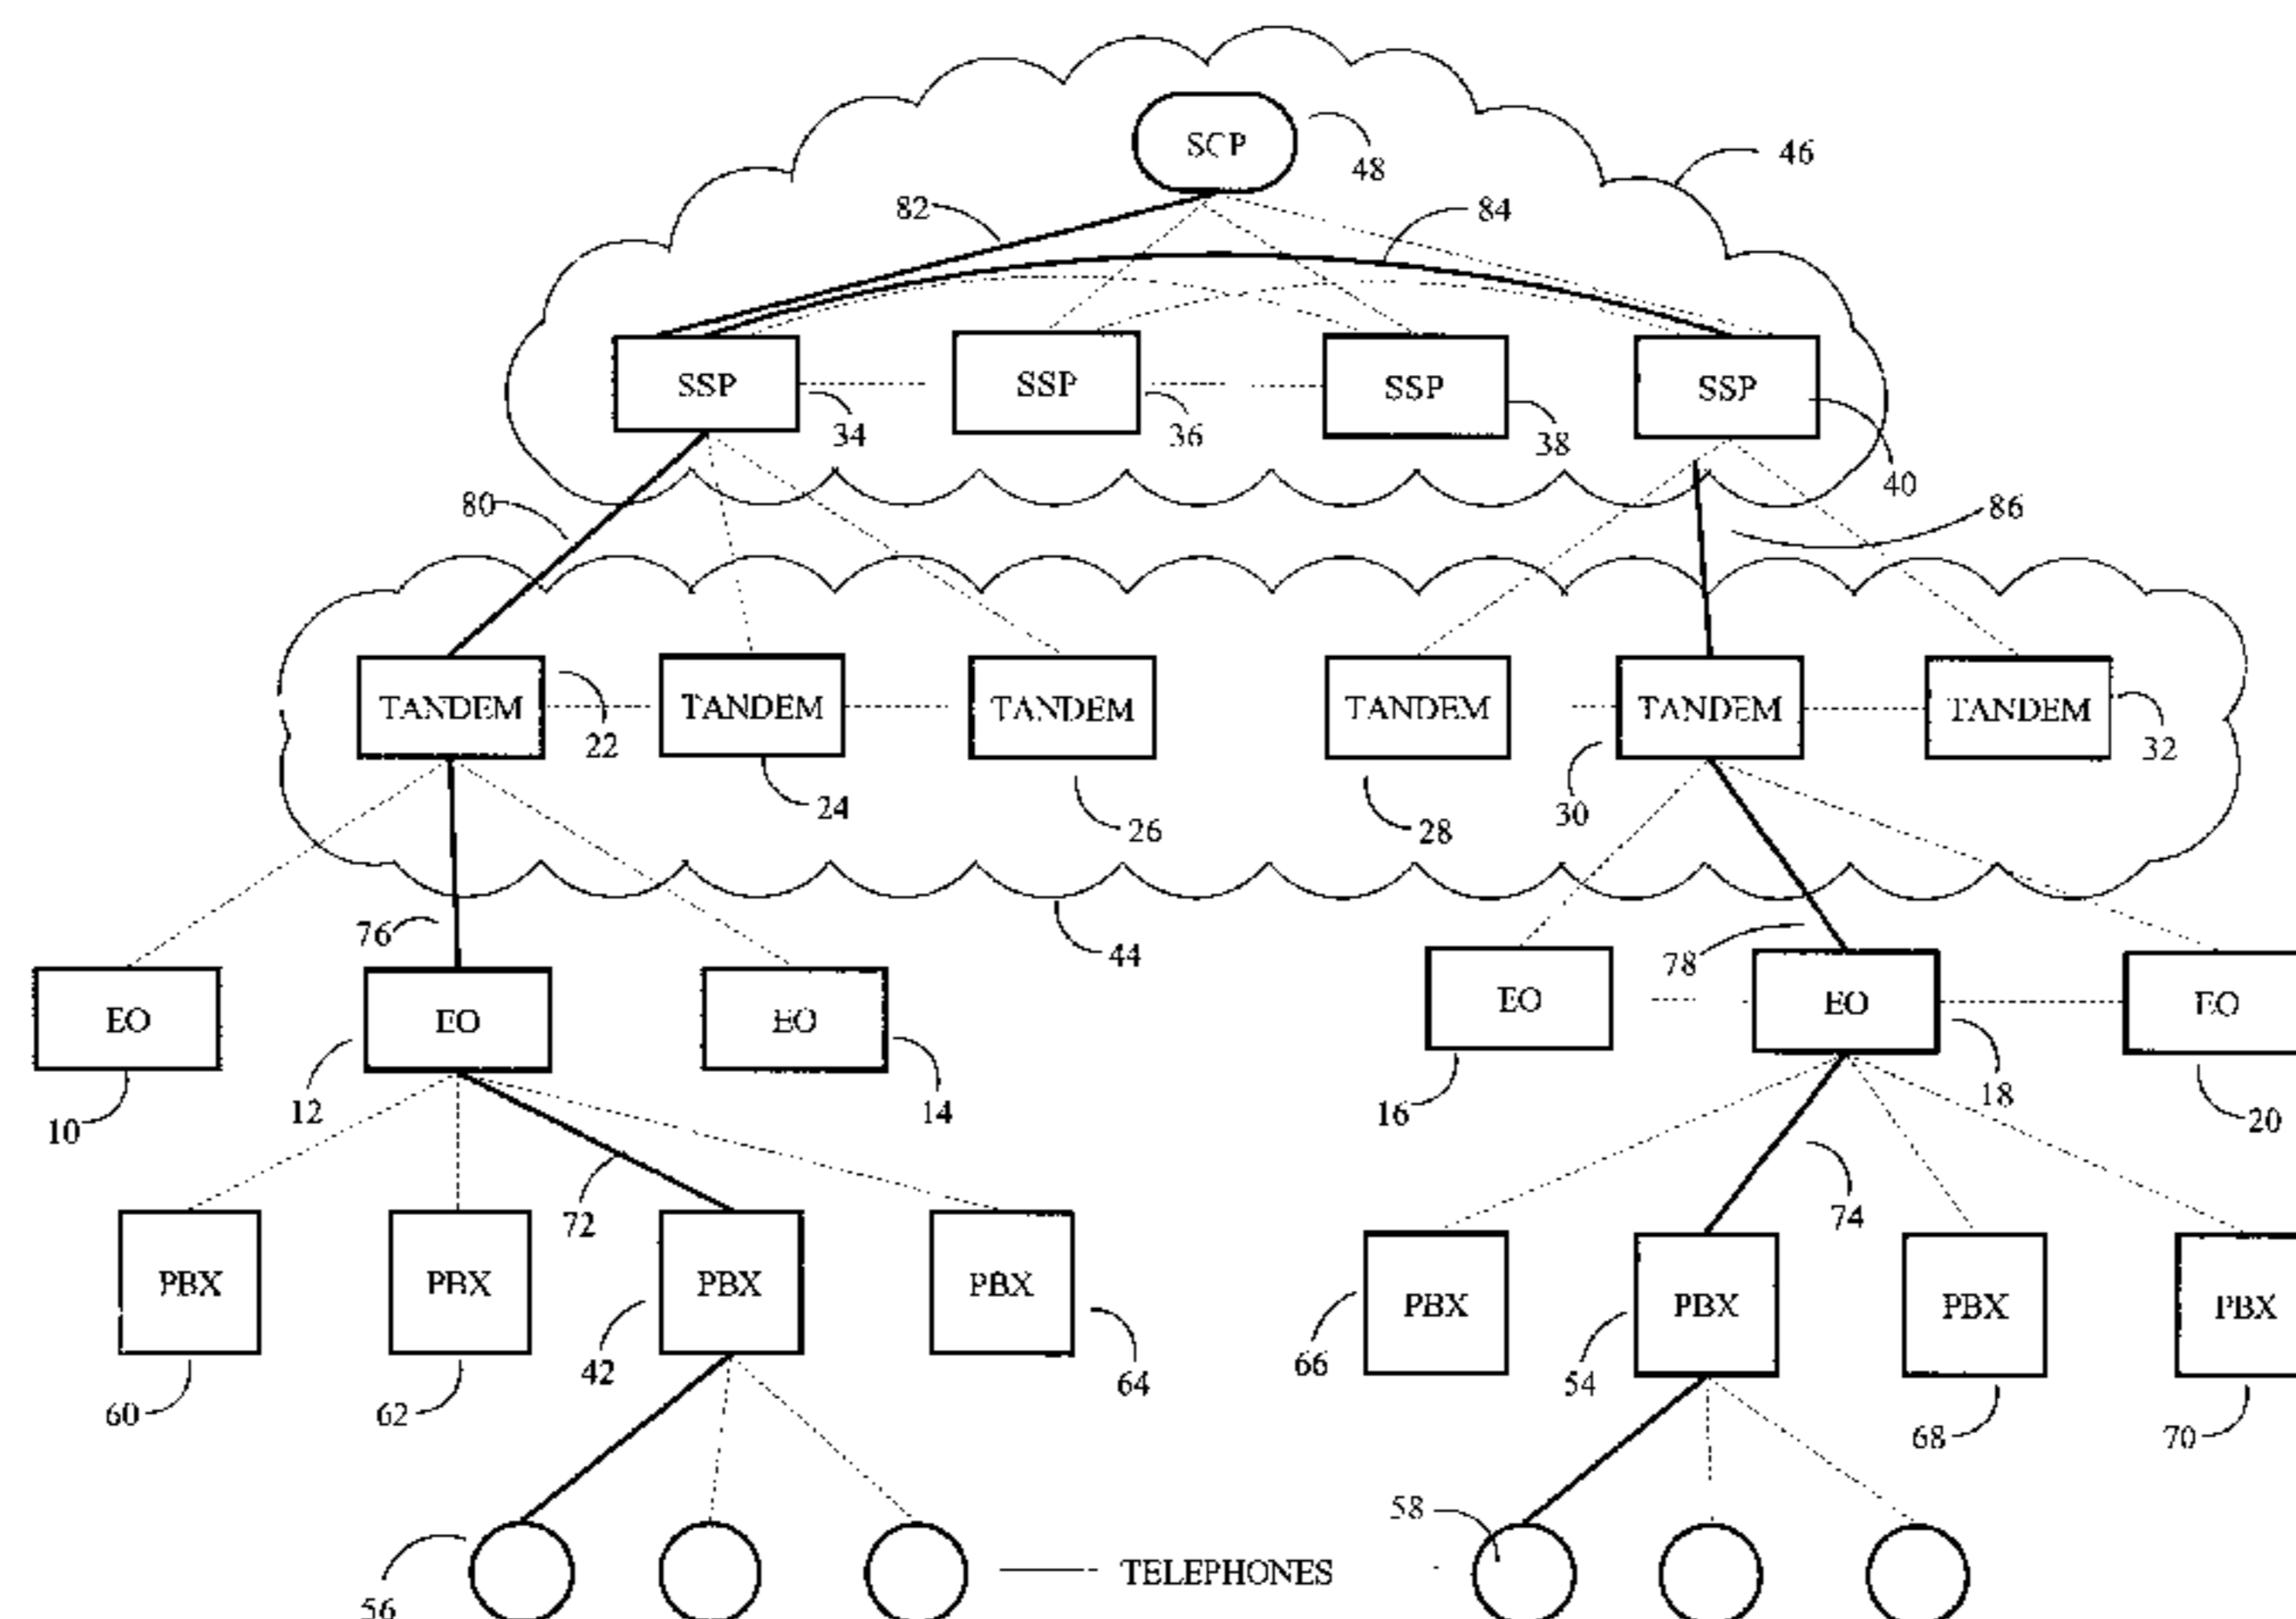 SCP
48
46
82
84
SSP
SSP
SSP
SSP
34
36
38
40
80
86
TANDEM
TANDEM
TANDEM
TANDEM
TANDEM
TANDEM
22
32
24
26
28
30
76
44
78
EO
EO
EO
EO
EO
EO
10
12
14
16
18
20
72
74
PBX
PBX
PBX
PBX
PBX
PBX
PBX
PBX
60
62
42
64
66
54
68
70
58
TELEPHONES
56